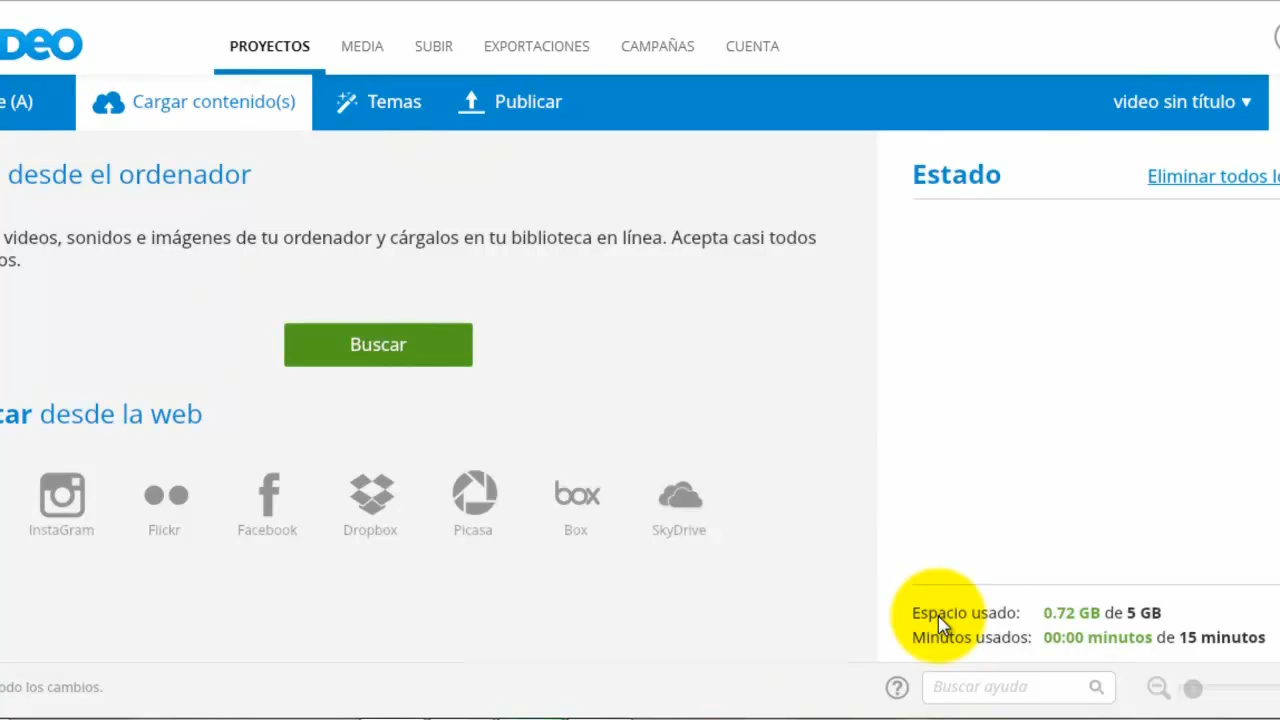 DEO
PROYECTOS MEDIA SUBIR EXPORTACIONES CAMPAÑAS CUENTA
e (A) Cargar contenido(s) Temas Publicar video sin título
desde el ordenador
Estado Eliminar todos lo
videos, sonidos e imágenes de tu ordenador y cárgalos en tu biblioteca en línea. Acepta casi todos
os.
Buscar
tar desde la web
box
InstaGram Flickr Facebook Dropbox Picasa Box SkyDrive
Espacio usado: 0.72 GB de 5 GB
Minutos usados: 00:00 minutos de 15 minutos
odo los cambios. ? Buscar ayuda